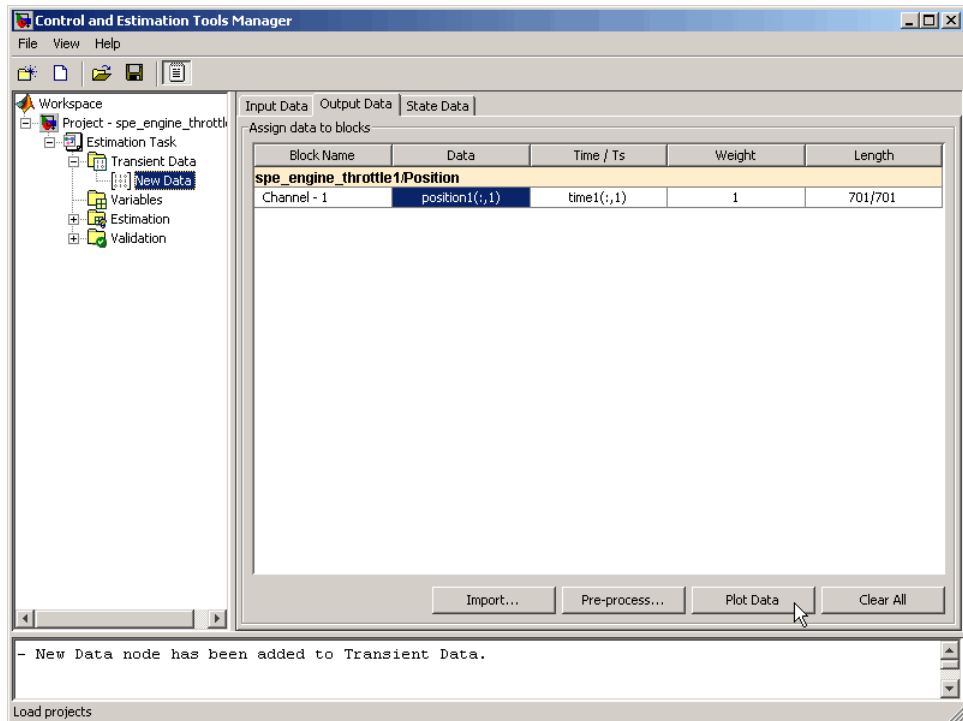 Control and Estimation Tools Manager
File View Help
Workspace
Project - spe_engine_throttl
Estimation Task
Transient Data
New Data
Variables
Estimation
Validation
Input Data Output Data State Data
Assign data to blocks
Block Name Data Time / Ts Weight Length
spe_engine_throttle1/Position
Channel - 1 position1(:,1) time1(:,1) 1 701/701
Import... Pre-process... Plot Data Clear All
- New Data node has been added to Transient Data.
Load projects